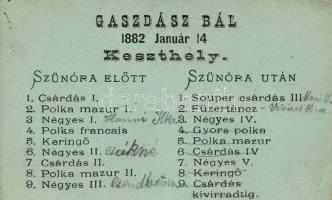 GASZDÁSZ BÁL
1882 Január 14
Keszthely.
SZÜNÓRA ELŐTT
1. Csárdás I.
2. Polka mazur I.
3 Négyes I.
4. Polka francais
5. Keringő
6. Négyes II.
7. Csárdás II.
8. Polka mazur II.
9. Négyes III.
SZÜNÓRA UTÁN
1. Souper csárdás III
2. Füzértáncz
3. Négyes IV.
4. Gyors polka
5. Polka mazur
6. Csárdás IV
7. Négyes V.
8. Keringő
9. Csárdás
kivirradtig.